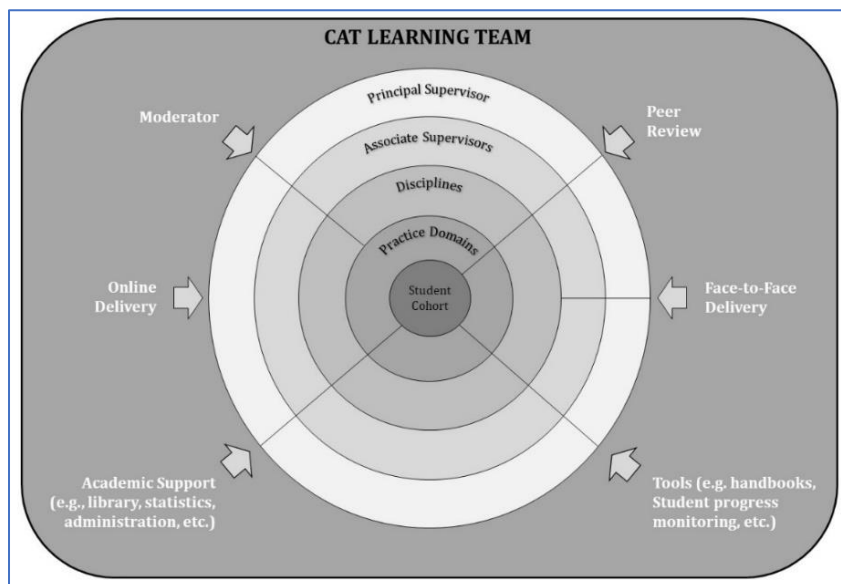 CAT LEARNING TEAM
Principal Supervisor
Moderator
Peer
Review
Associate Supervisors
Disciplines
Practice Domains
Student
Cohort
Online
Delivery
Face-to-Face
Delivery
Academic Support
(e.g., library, statistics,
administration, etc.)
Tools (e.g. handbooks,
Student progress
monitoring, etc.)